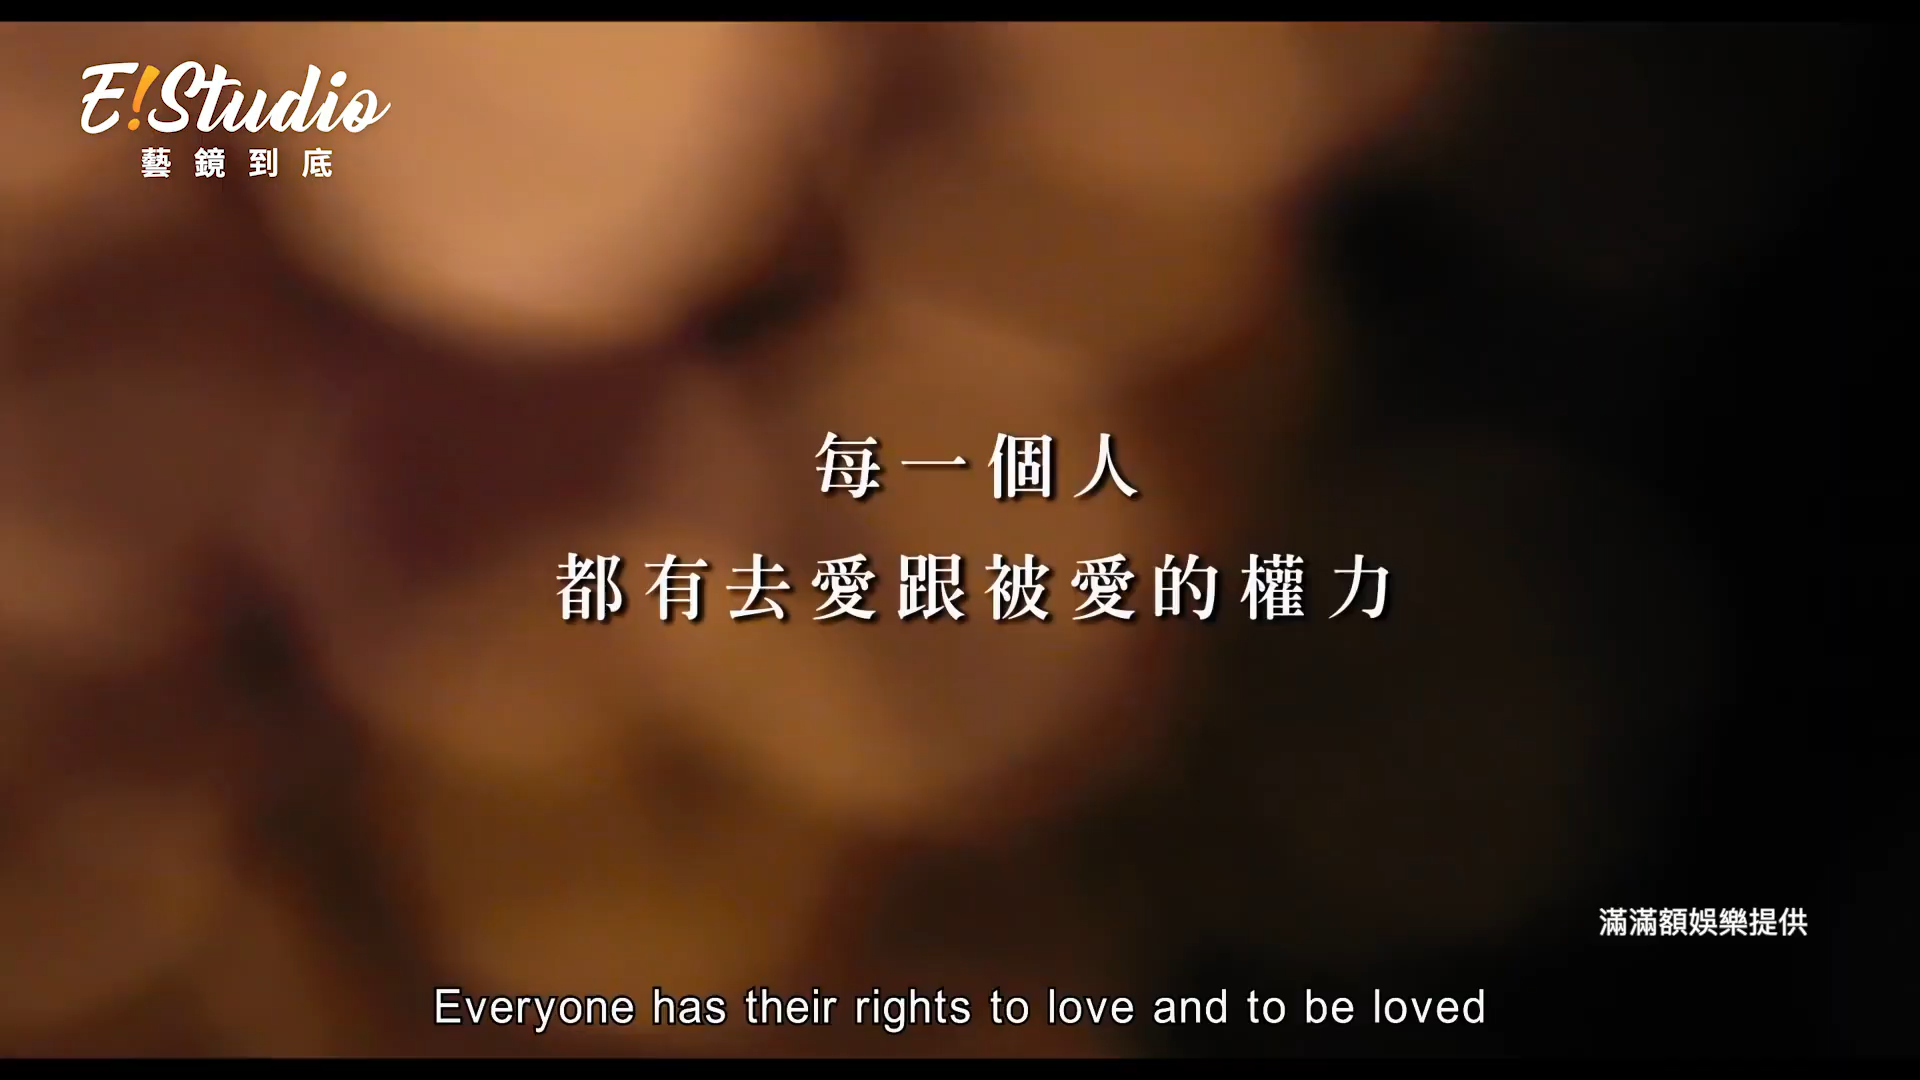 E!Studio
藝鏡到底
每一個人
都有去愛跟被愛的權力
滿滿額娛樂提供
Everyone has their rights to love and to be loved